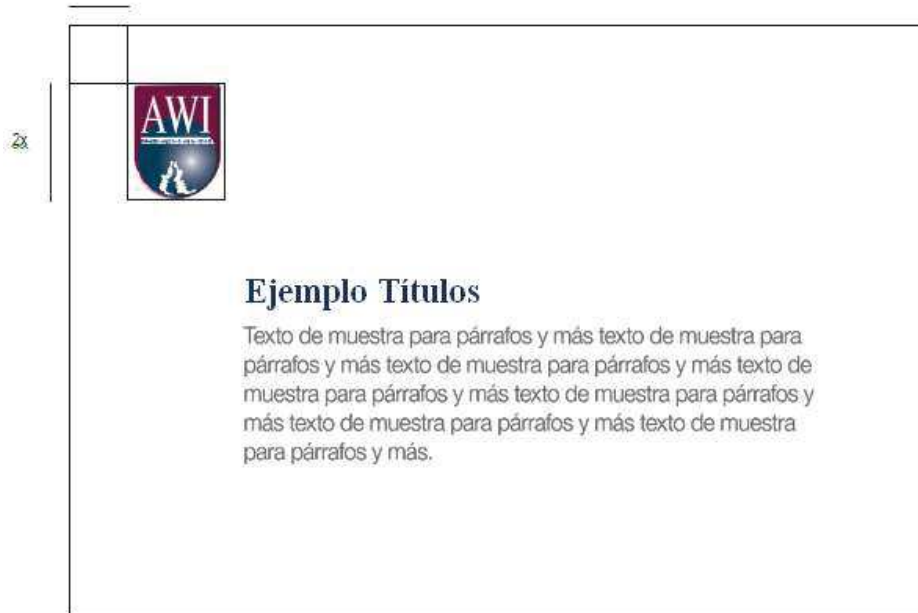 2x
AWI
Ejemplo Títulos
Texto de muestra para párrafos y más texto de muestra para
párrafos y más texto de muestra para párrafos y más texto de
muestra para párrafos y más texto de muestra para párrafos y
más texto de muestra para párrafos y más texto de muestra
para párrafos y más.